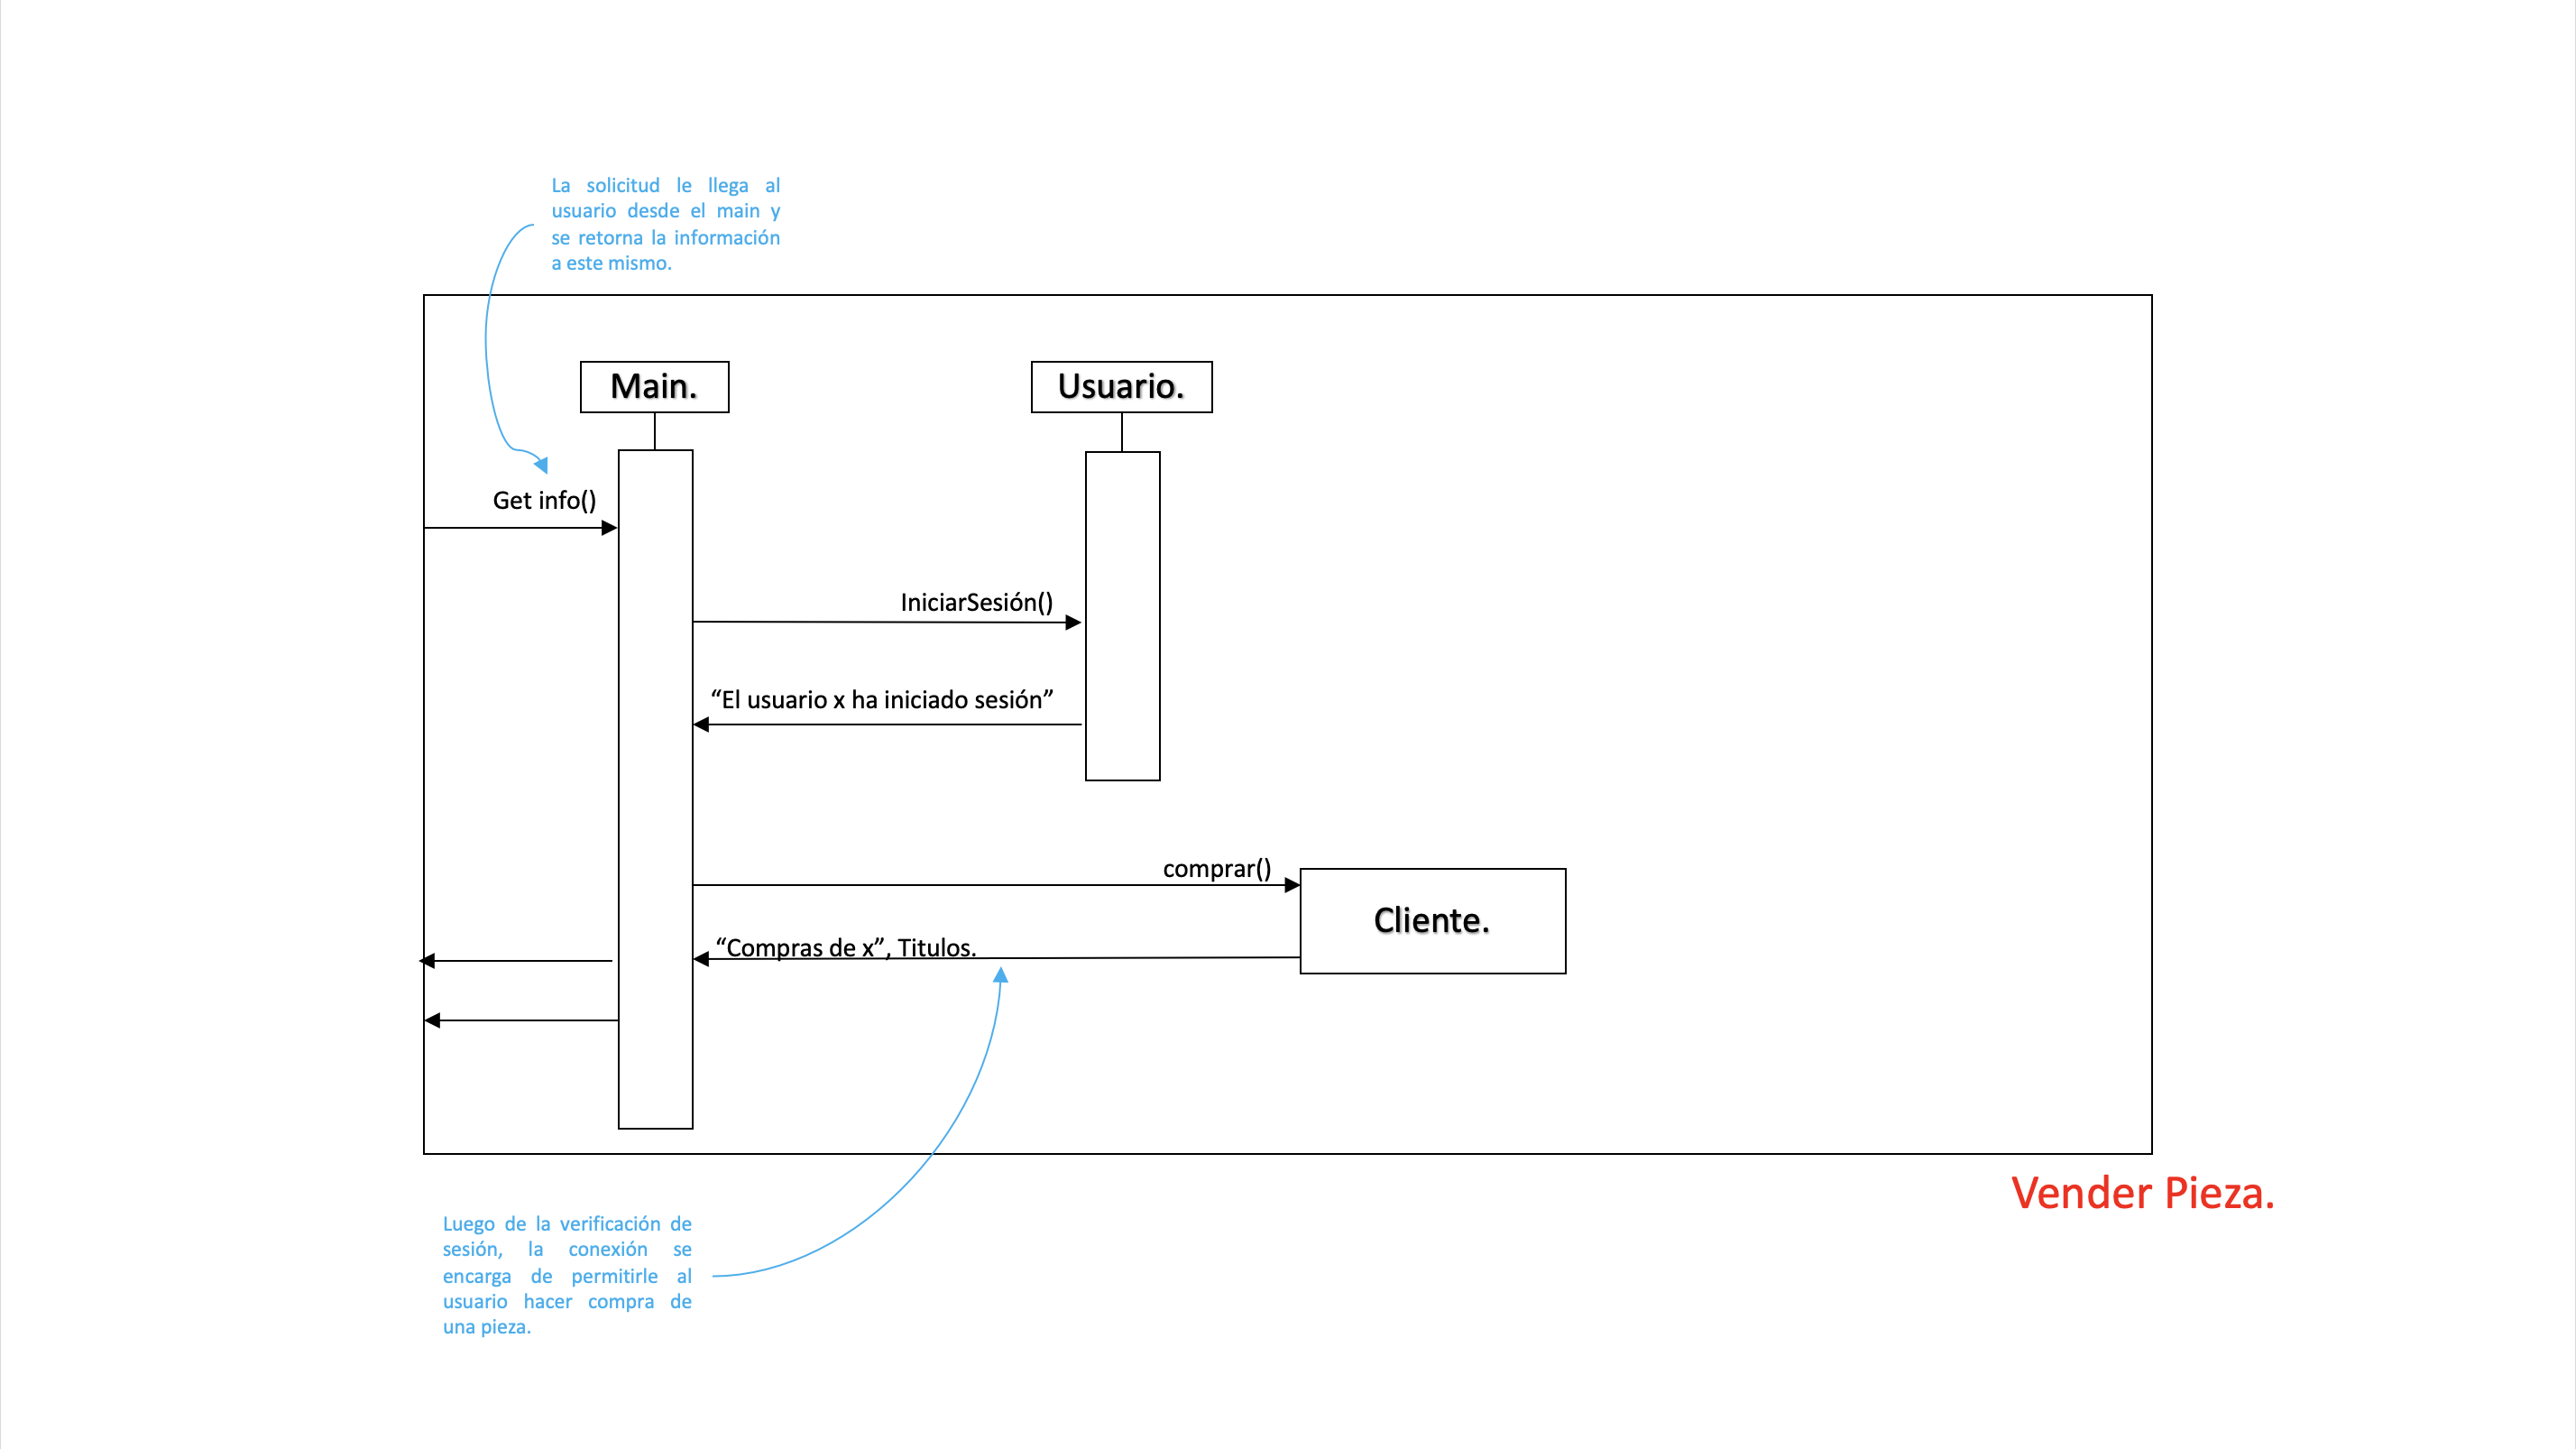 La solicitud le llega al
usuario desde el main y
se retorna la información
a este mismo.
Main.
Usuario.
Get info()
IniciarSesión()
“El usuario x ha iniciado sesión”
comprar()
Cliente.
“Compras de x”, Titulos.
Vender Pieza.
Luego de la verificación de
sesión, la conexión se
encarga de permitirle al
usuario hacer compra de
una pieza.